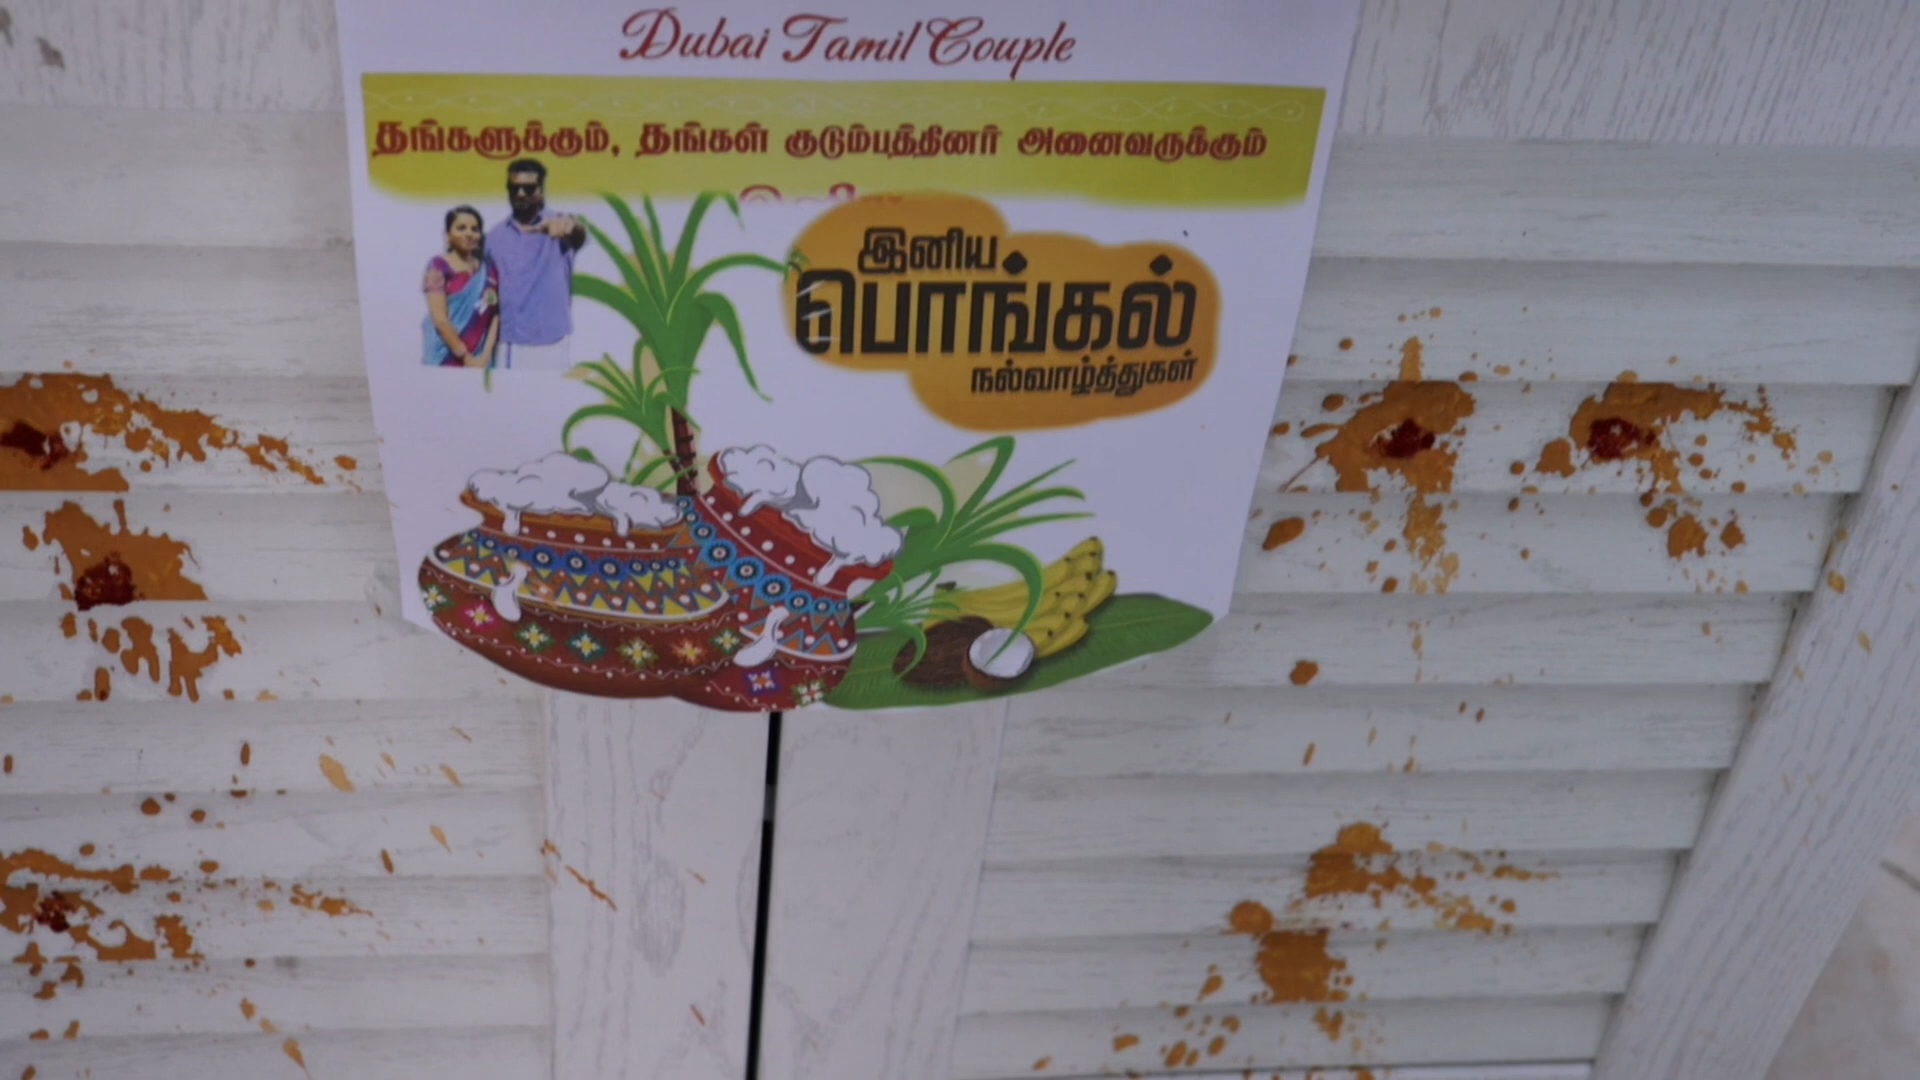 Dubai Tamil Couple
தங்களுக்கும், தங்கள் குடும்பத்தினர் அனைவருக்கும்
இனிய
பொங்கல்
நல்வாழ்த்துகள்